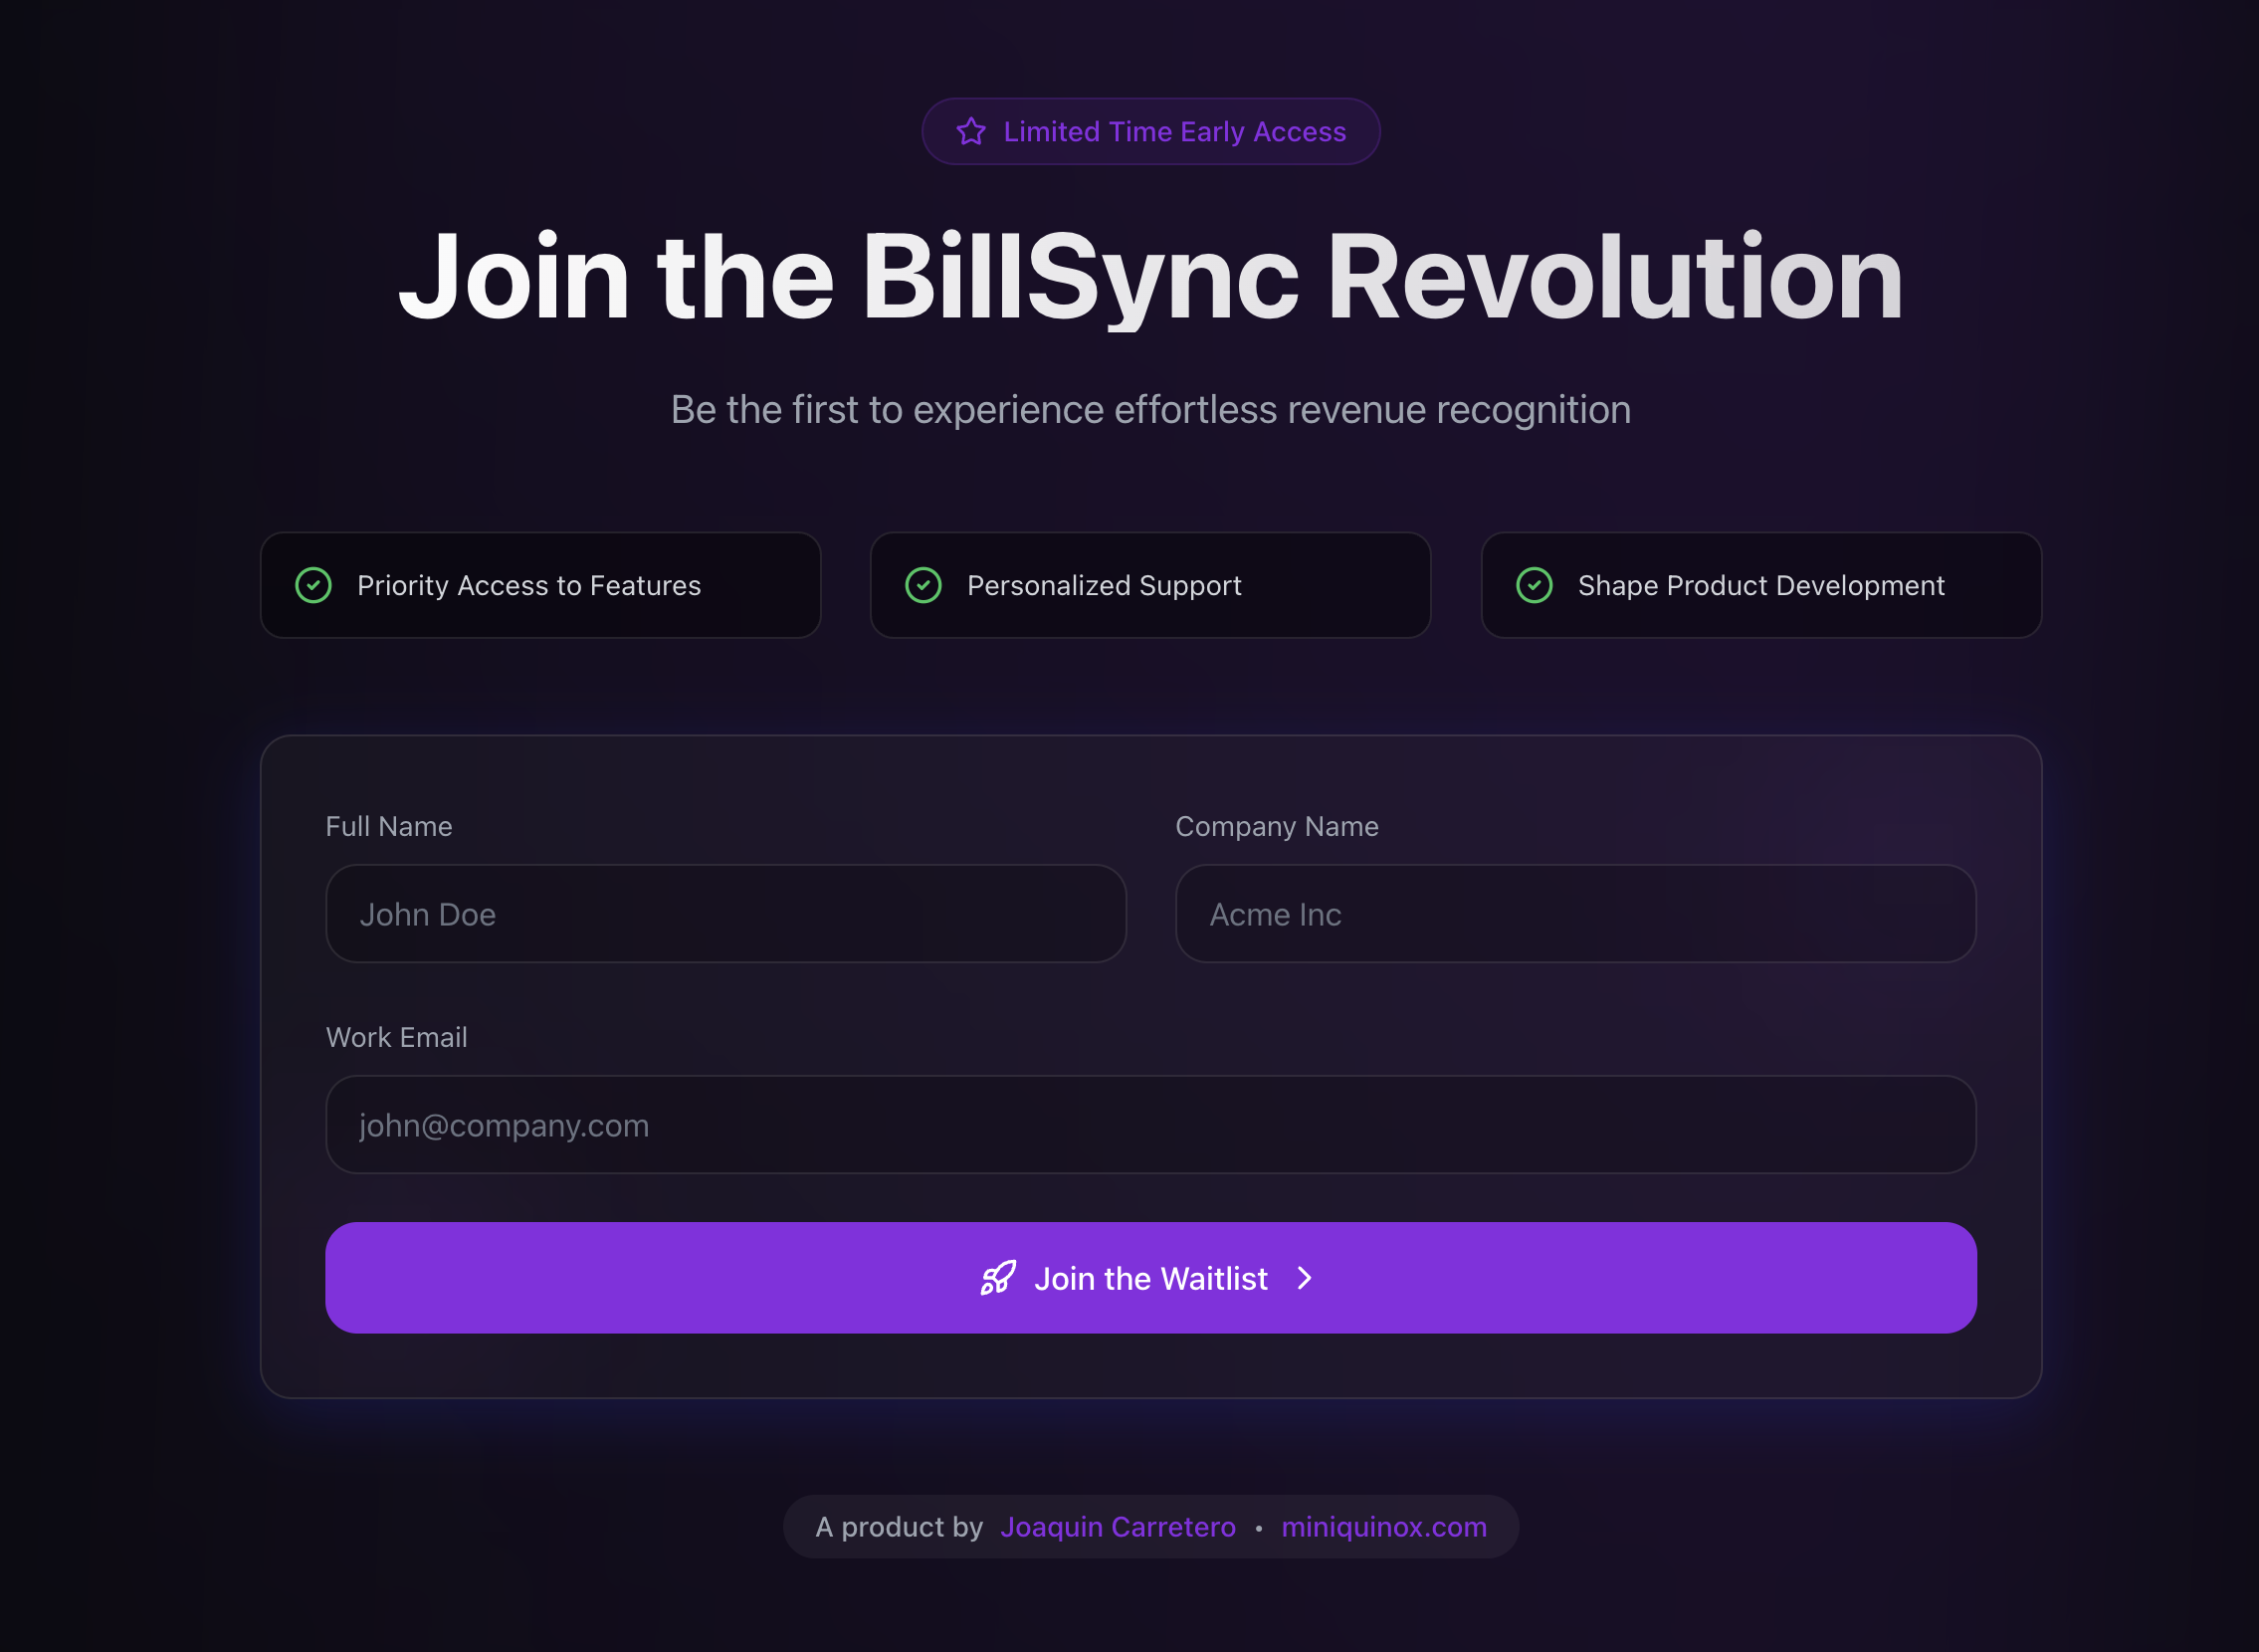 Limited Time Early Access
Join the BillSync Revolution
Be the first to experience effortless revenue recognition
Priority Access to Features
Personalized Support
Shape Product Development
Full Name
Company Name
John Doe
Acme Inc
Work Email
john@company.com
Join the Waitlist
A product by Joaquin Carretero • miniquinox.com